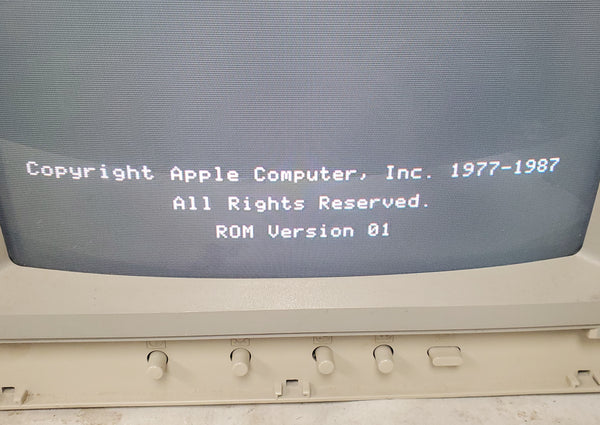 Copyright Apple Computer, Inc. 1977-1987
All Rights Reserved.
ROM Version 01